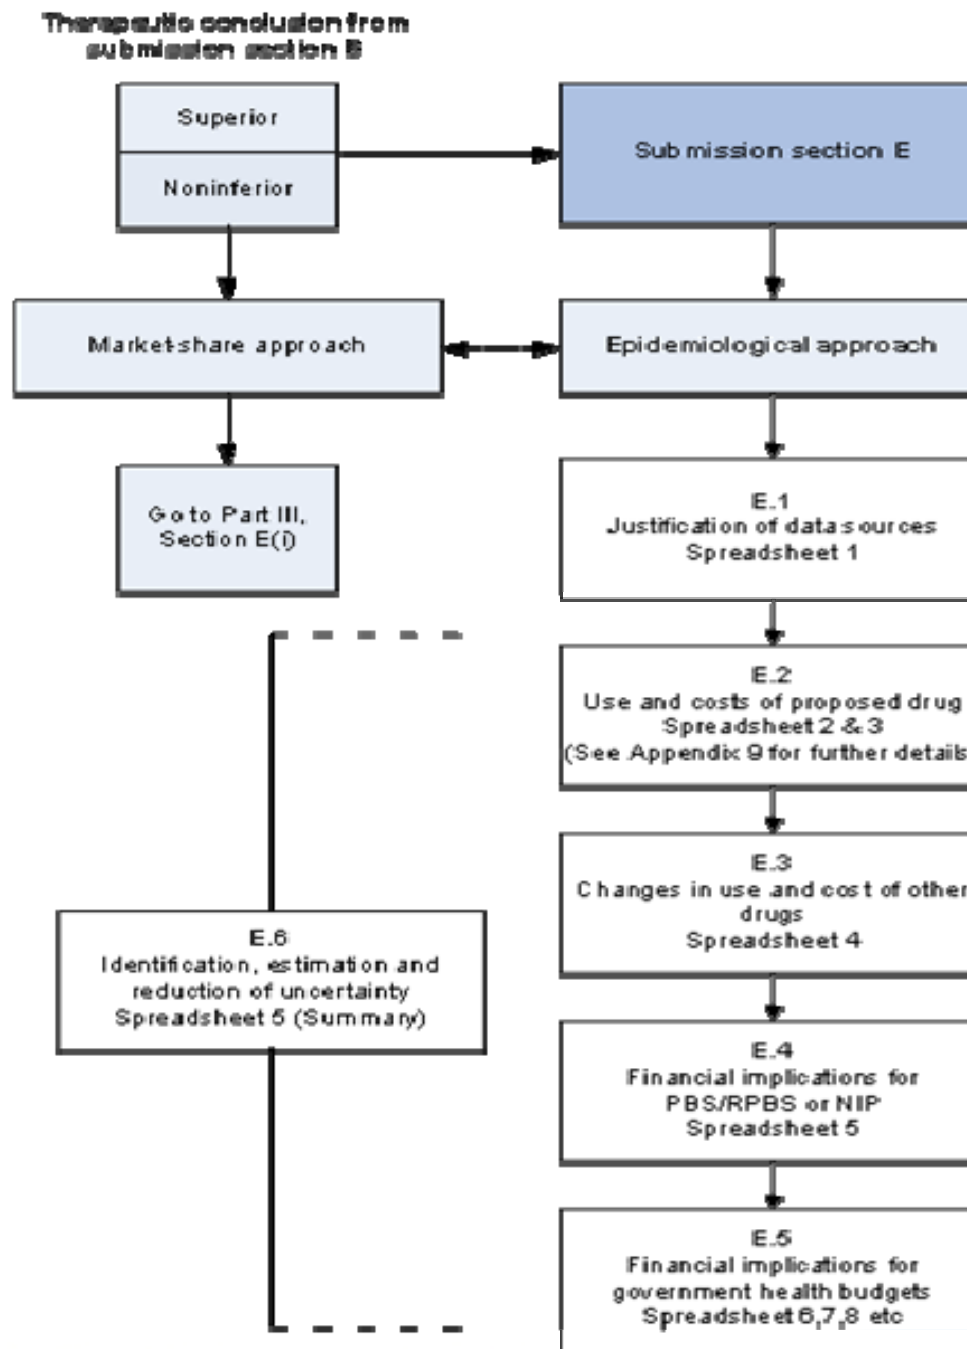 Therapeutic conclusion from
submission section B
Superior
Noninferior
Submission section E
Market-share approach
Epidemiological approach
Go to Part III,
Section E(i)
E.1
Justification of data sources
Spreadsheet 1
E.2
Use and costs of proposed drug
Spreadsheet 2 & 3
(See Appendix 9 for further details
E.3
Changes in use and cost of other
drugs
Spreadsheet 4
E.6
Identification, estimation and
reduction of uncertainty
Spreadsheet 5 (Summary)
E.4
Financial implications for
PBS/RPBS or NIP
Spreadsheet 5
E.5
Financial implications for
government health budgets
Spreadsheet 6,7,8 etc